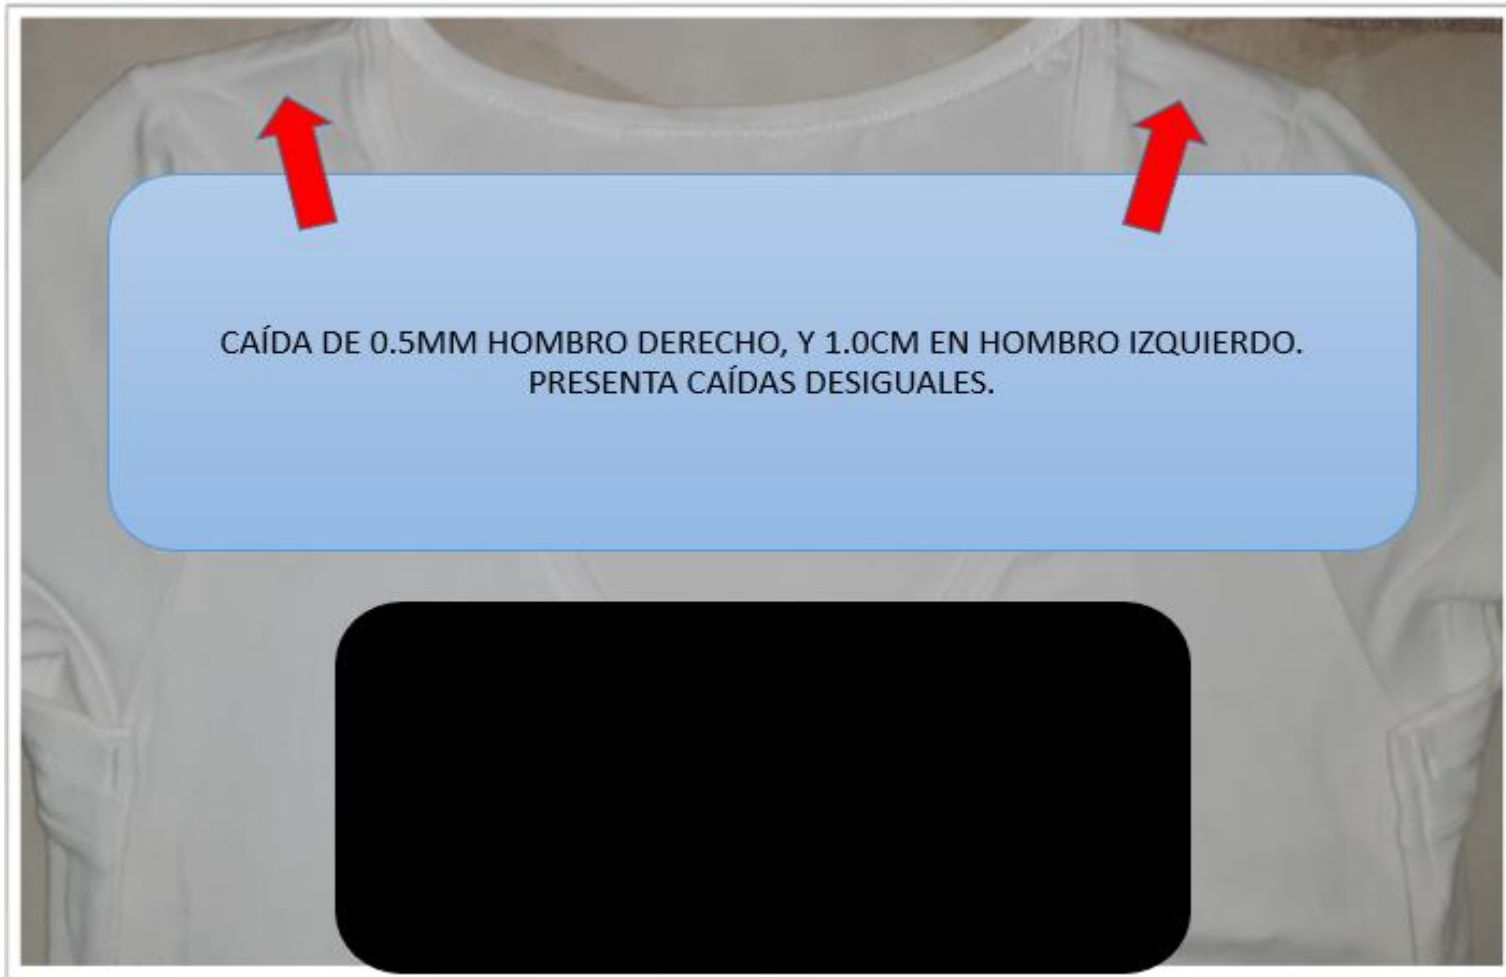 CAÍDA DE 0.5MM HOMBRO DERECHO, Y 1.0CM EN HOMBRO IZQUIERDO.
PRESENTA CAÍDAS DESIGUALES.